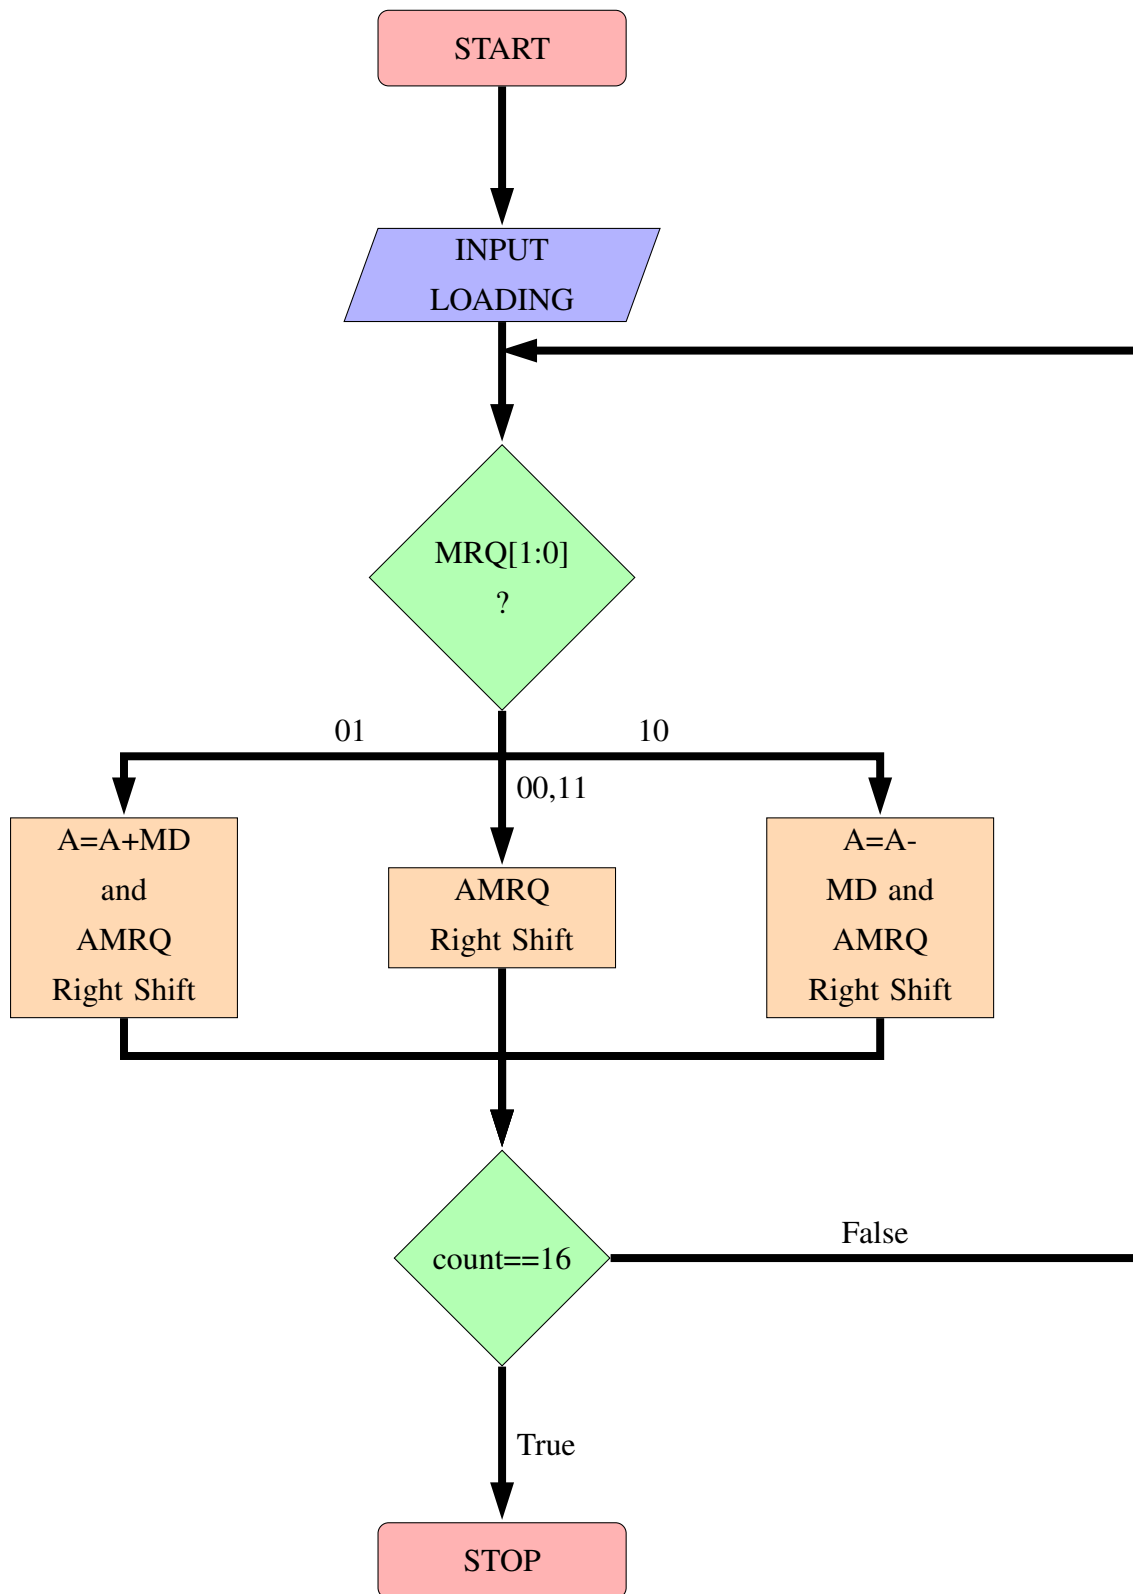 START
INPUT
LOADING
MRQ[1:0]
?
01
10
00,11
A=A+MD
and
AMRQ
Right Shift
AMRQ
Right Shift
A=A-
MD and
AMRQ
Right Shift
count==16
False
True
STOP